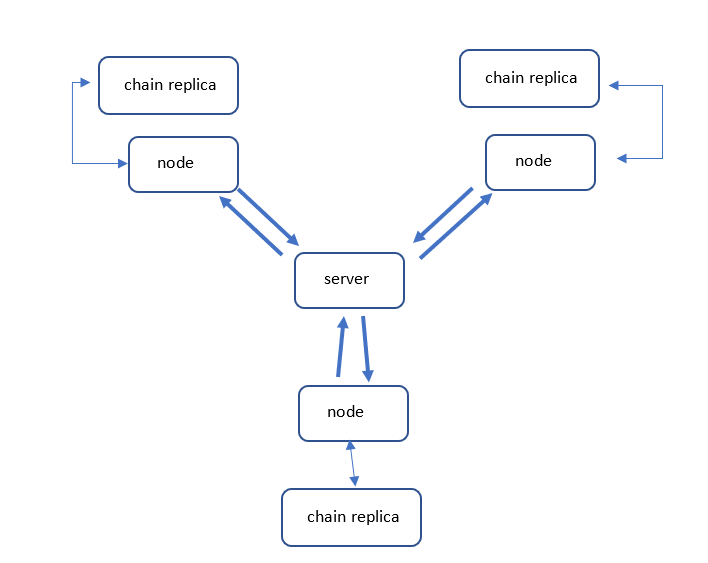 chain replica
chain replica
node
node
server
node
chain replica